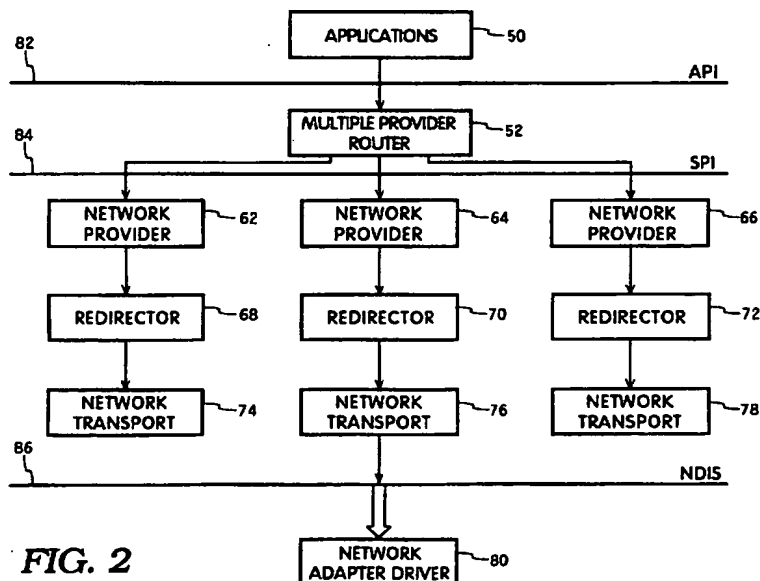 APPLICATIONS
50
82
API
MULTIPLE PROVIDER
ROUTER
52
84
SPI
NETWORK
PROVIDER
62
NETWORK
PROVIDER
64
NETWORK
PROVIDER
66
REDIRECTOR
68
REDIRECTOR
70
REDIRECTOR
72
NETWORK
TRANSPORT
74
NETWORK
TRANSPORT
76
NETWORK
TRANSPORT
78
86
NDIS
FIG. 2
NETWORK
ADAPTER DRIVER
80